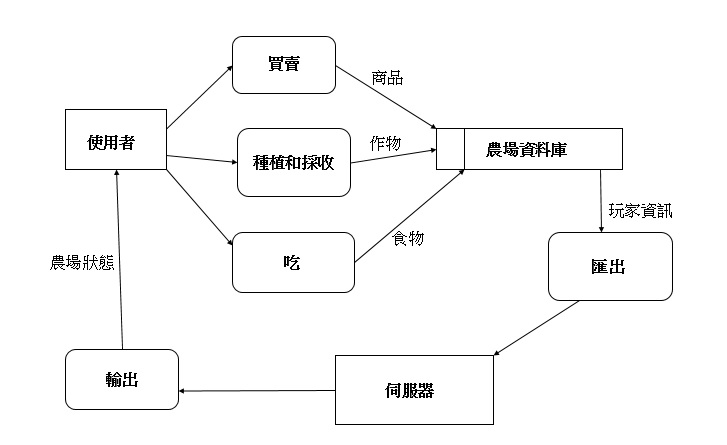 買賣
商品
使用者
種植和採收
作物
農場資料庫
吃
食物
玩家資訊
農場狀態
匯出
輸出
伺服器